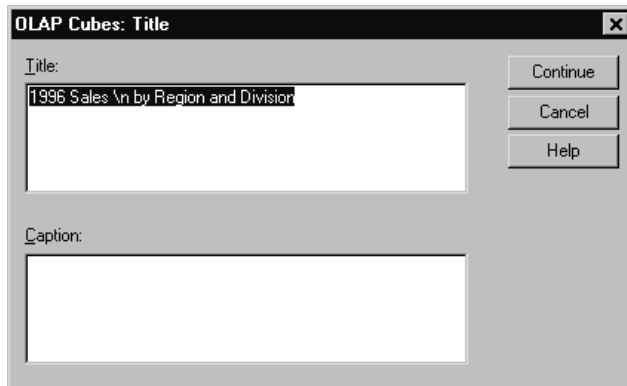 OLAP Cubes: Title
Title:
1996 Sales \n by Region and Division
Continue
Cancel
Help
Caption: